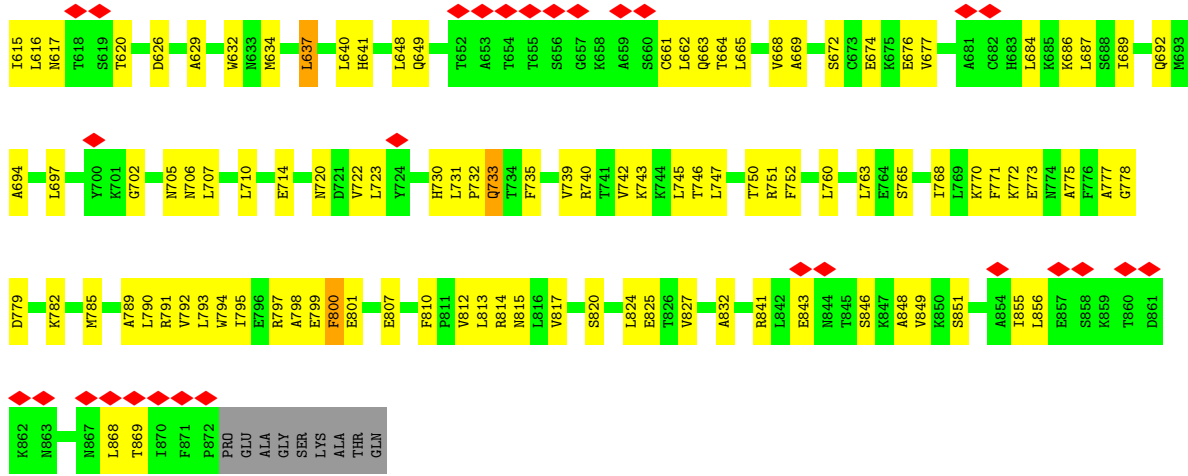 I615 L616 N617 T618 S619 T620 D626 A629 W632 N633 M634 L637 L640 H641 L648 Q649 T652 A653 T654 T655 S656 G657 K658 A659 S660 C661 L662 Q663 T664 L665 V668 A669 S672 C673 E674 K675 E676 V677 A681 C682 H683 L684 K685 K686 L687 S688 I689 Q692 M693
A694 L697 Y700 K701 G702 N705 N706 L707 L710 E714 N720 D721 V722 L723 Y724 H730 L731 P732 Q733 T734 F735 V739 R740 T741 V742 K743 K744 L745 T746 L747 T750 R751 F752 L760 L763 E764 S765 I768 L769 K770 F771 K772 E773 N774 A775 F776 A777 G778
D779 K782 M785 A789 L790 R791 V792 L793 W794 I795 E796 R797 A798 E799 F800 E801 E807 F810 P811 V812 L813 R814 N815 L816 V817 S820 L824 E825 T826 V827 A832 R841 L842 E843 N844 T845 S846 K847 A848 V849 K850 S851 A854 I855 L856 E857 S858 K859 T860 D861
K862 N863 N867 L868 T869 I870 F871 P872 PRO GLU ALA GLY SER LYS ALA THR GLN